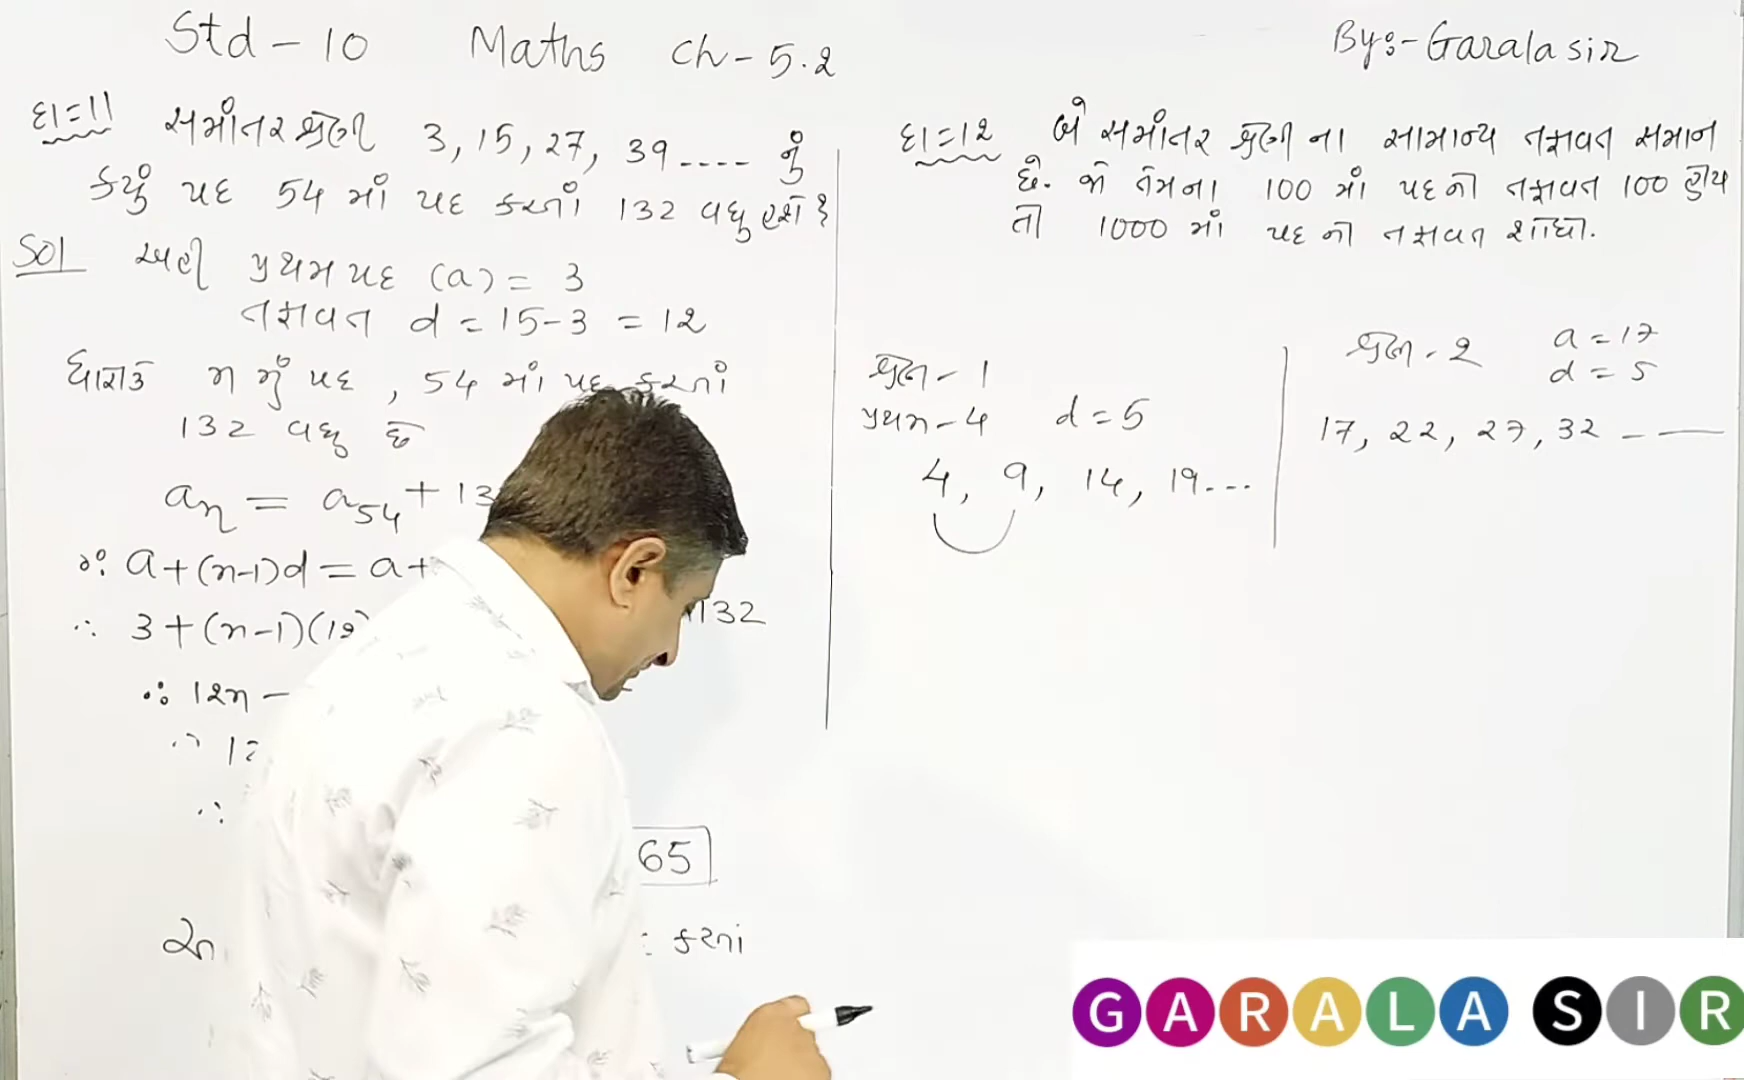 Std - 10 Maths Ch - 5.2
By:- Garala sir
દા=11 સમાંતર શ્રેણી 3, 15, 27, 39 .... નું
કયું પદ 54 માં પદ કરતાં 132 વધુ હશે?
Sol અહી પ્રથમ પદ (a) = 3
તફાવત d = 15-3 = 12
ધારોકે n મું પદ , 54 માં પદ કરતાં
132 વધુ છે
an = a54 + 13
∴ a+(n-1)d = a+
∴ 3+(n-1)(12) 132
∴ 12n -
∴ 12
∴
65
કરતાં
દા=12 બે સમાંતર શ્રેણી ના સામાન્ય તફાવત સમાન
છે. જો તેમના 100 માં પદ નો તફાવત 100 હોય
તો 1000 માં પદ નો તફાવત શોધો.
શ્રેણી - 1
પ્રથમ - 4 d = 5
4, 9, 14, 19...
શ્રેણી - 2 a = 17
d = 5
17, 22, 27, 32 - —
GARALA SIR